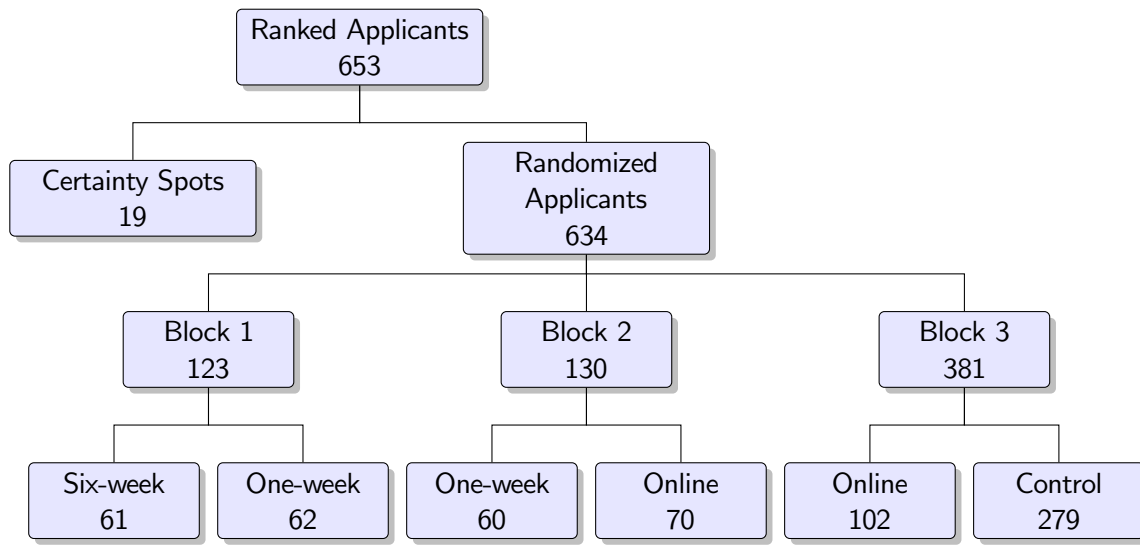 Ranked Applicants
653
Certainty Spots
19
Randomized
Applicants
634
Block 1
123
Block 2
130
Block 3
381
Six-week
61
One-week
62
One-week
60
Online
70
Online
102
Control
279